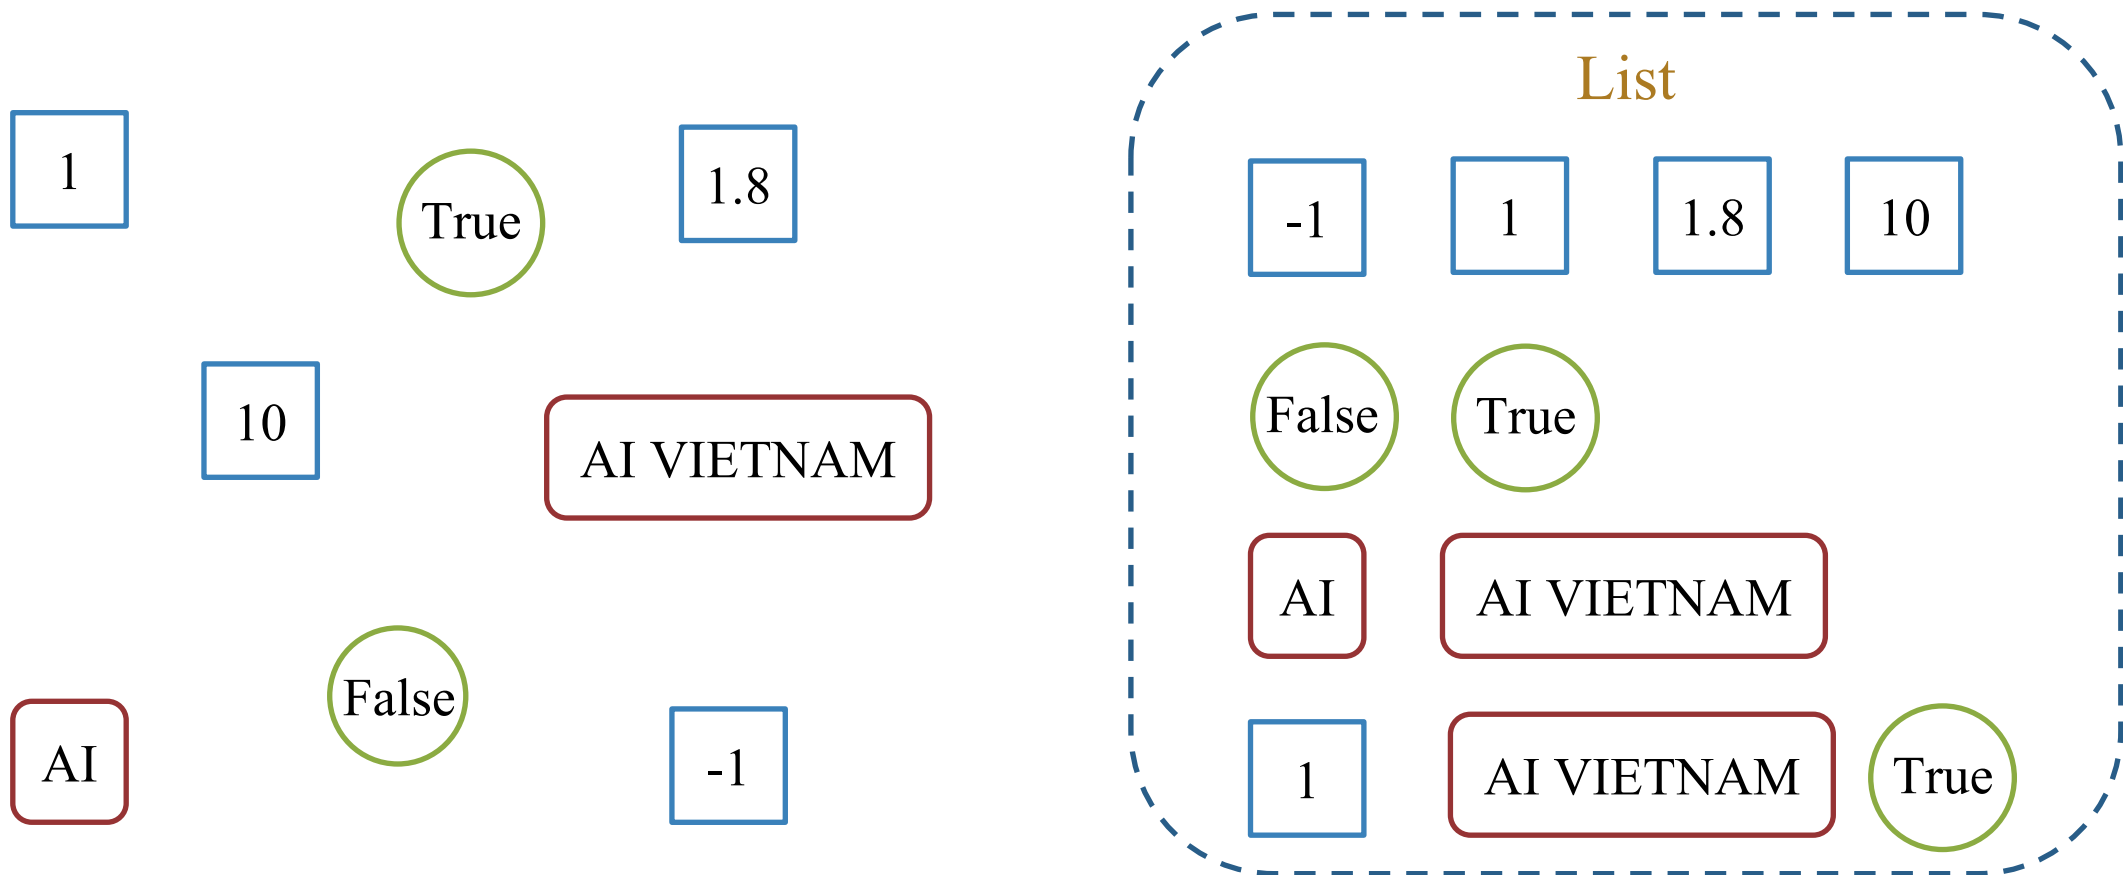 1
True
1.8
10
AI VIETNAM
False
AI
-1
List
-1 1 1.8 10
False True
AI AI VIETNAM
1 AI VIETNAM True